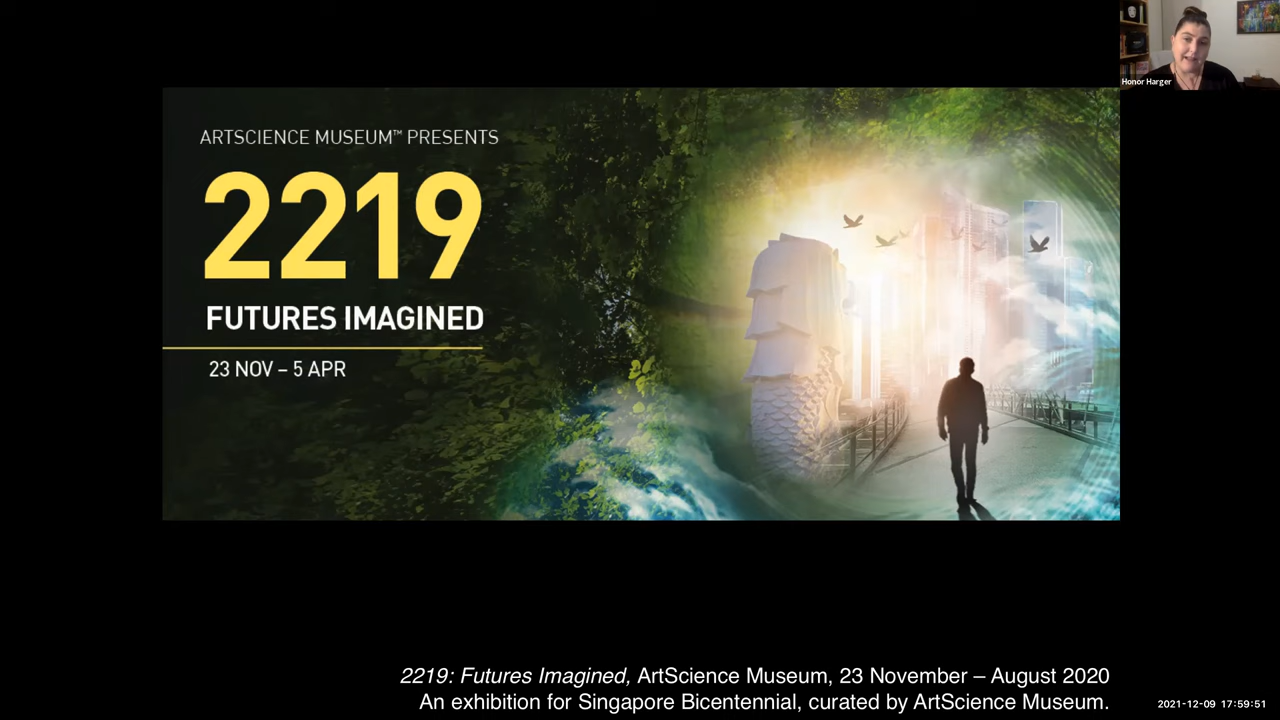 Honor Harger
ARTSCIENCE MUSEUM™ PRESENTS
2219
FUTURES IMAGINED
23 NOV – 5 APR
2219: Futures Imagined, ArtScience Museum, 23 November – August 2020
An exhibition for Singapore Bicentennial, curated by ArtScience Museum.
2021-12-09 17:59:51